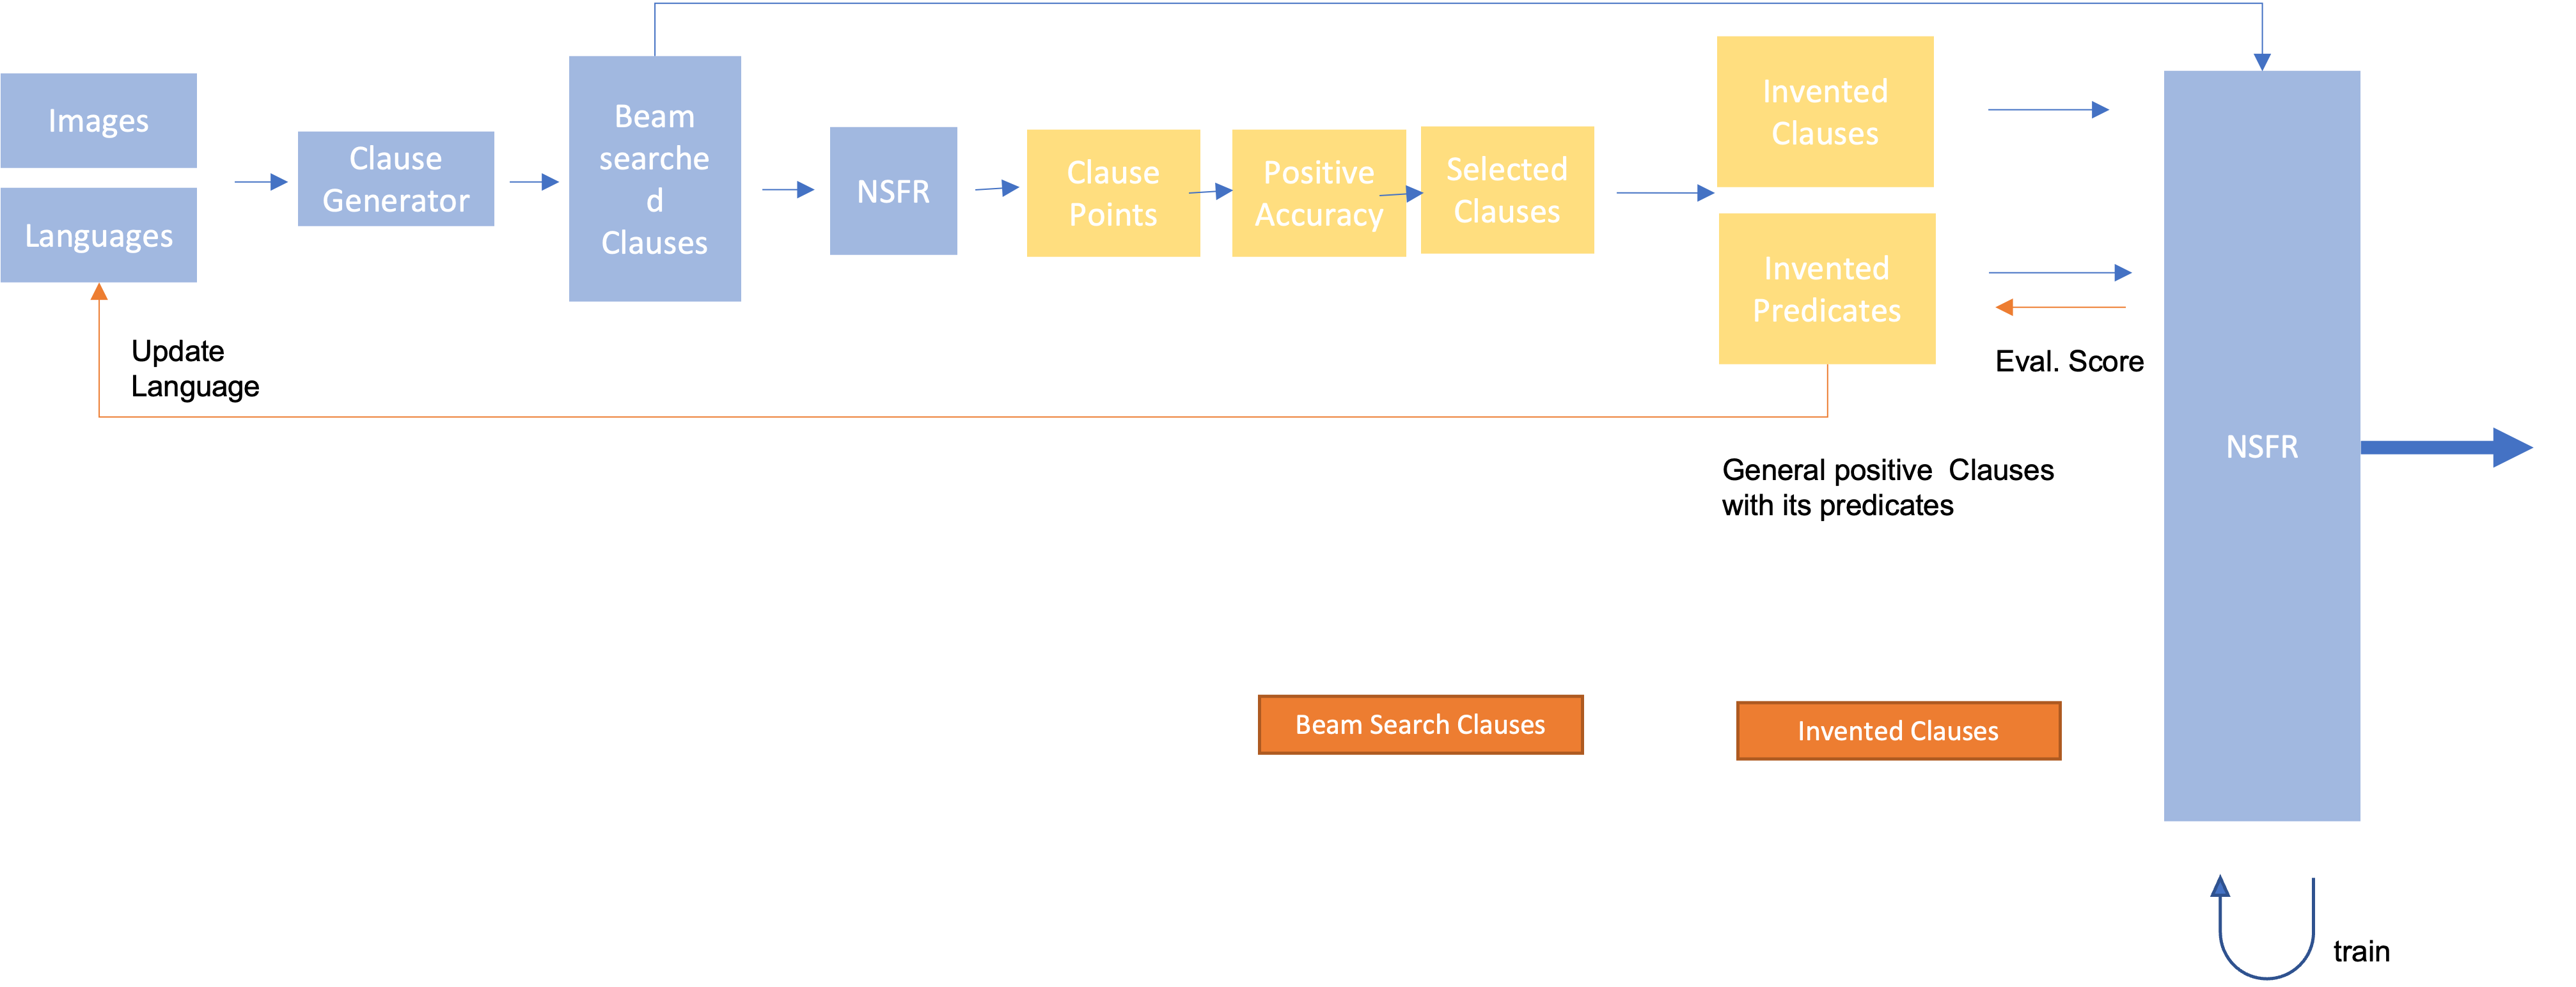 Images
Languages
Update
Language
Clause
Generator
Beam
searche
d
Clauses
NSFR
Clause
Points
Positive
Accuracy
Selected
Clauses
Invented
Clauses
Invented
Predicates
Eval. Score
General positive  Clauses
with its predicates
NSFR
Beam Search Clauses
Invented Clauses
train